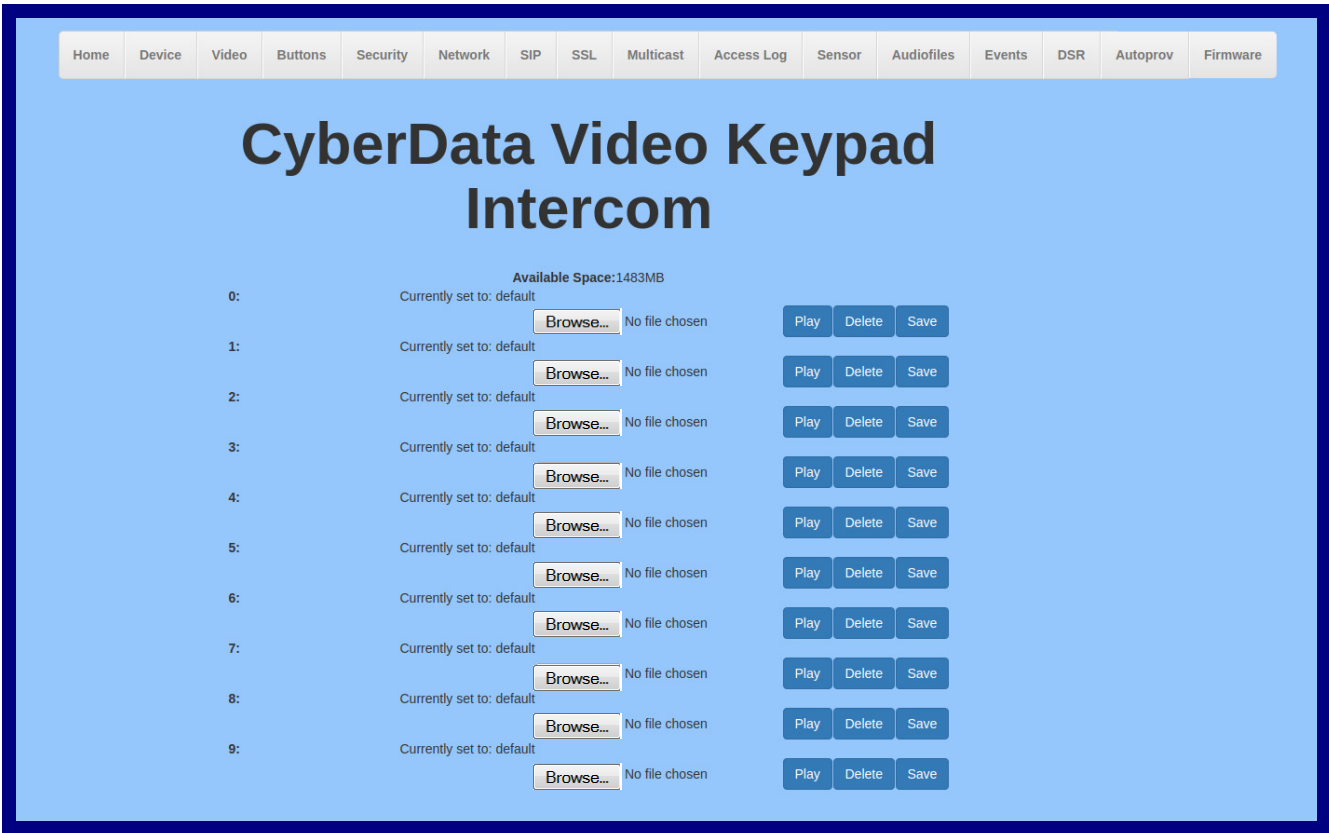 Home Device Video Buttons Security Network SIP SSL Multicast Access Log Sensor Audiofiles Events DSR Autoprov Firmware
CyberData Video Keypad
Intercom
Available Space:1483MB
0: Currently set to: default
Browse... No file chosen Play Delete Save
1: Currently set to: default
Browse... No file chosen Play Delete Save
2: Currently set to: default
Browse... No file chosen Play Delete Save
3: Currently set to: default
Browse... No file chosen Play Delete Save
4: Currently set to: default
Browse... No file chosen Play Delete Save
5: Currently set to: default
Browse... No file chosen Play Delete Save
6: Currently set to: default
Browse... No file chosen Play Delete Save
7: Currently set to: default
Browse... No file chosen Play Delete Save
8: Currently set to: default
Browse... No file chosen Play Delete Save
9: Currently set to: default
Browse... No file chosen Play Delete Save